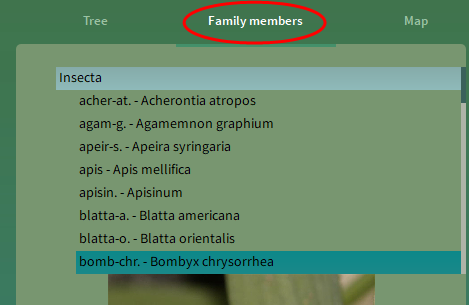 Tree Family members Map
Insecta
acher-at. - Acherontia atropos
agam-g. - Agamemnon graphium
apeir-s. - Apeira syringaria
apis - Apis mellifica
apisin. - Apisinum
blatta-a. - Blatta americana
blatta-o. - Blatta orientalis
bomb-chr. - Bombyx chrysorrhea